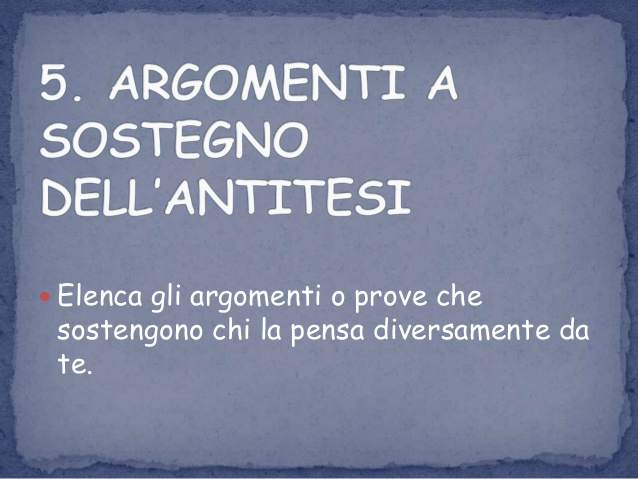 5. ARGOMENTI A
SOSTEGNO
DELL'ANTITESI
• Elenca gli argomenti o prove che
sostengono chi la pensa diversamente da
te.